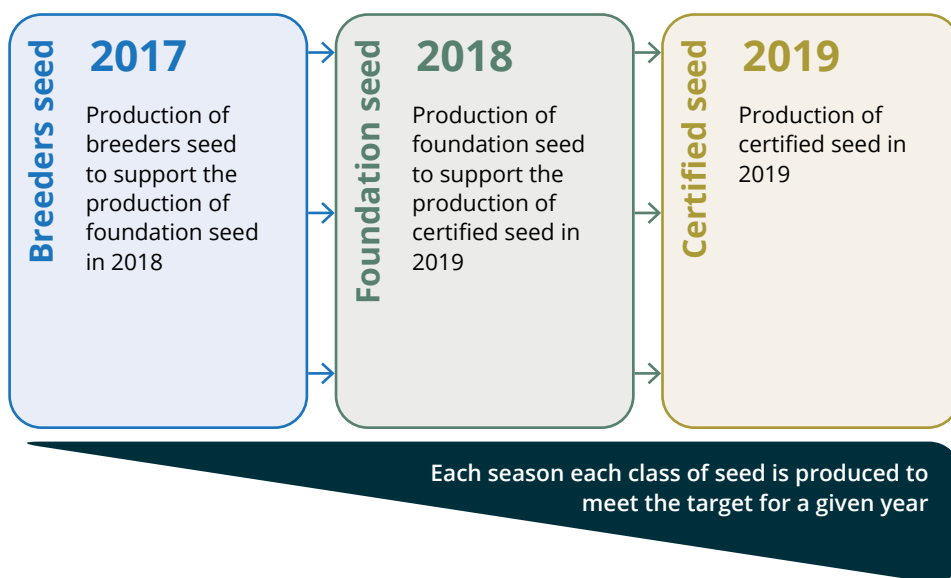 Breeders seed
2017
Production of
breeders seed
to support the
production of
foundation seed
in 2018
Foundation seed
2018
Production of
foundation seed
to support the
production of
certified seed in
2019
Certified seed
2019
Production of
certified seed in
2019
Each season each class of seed is produced to
meet the target for a given year